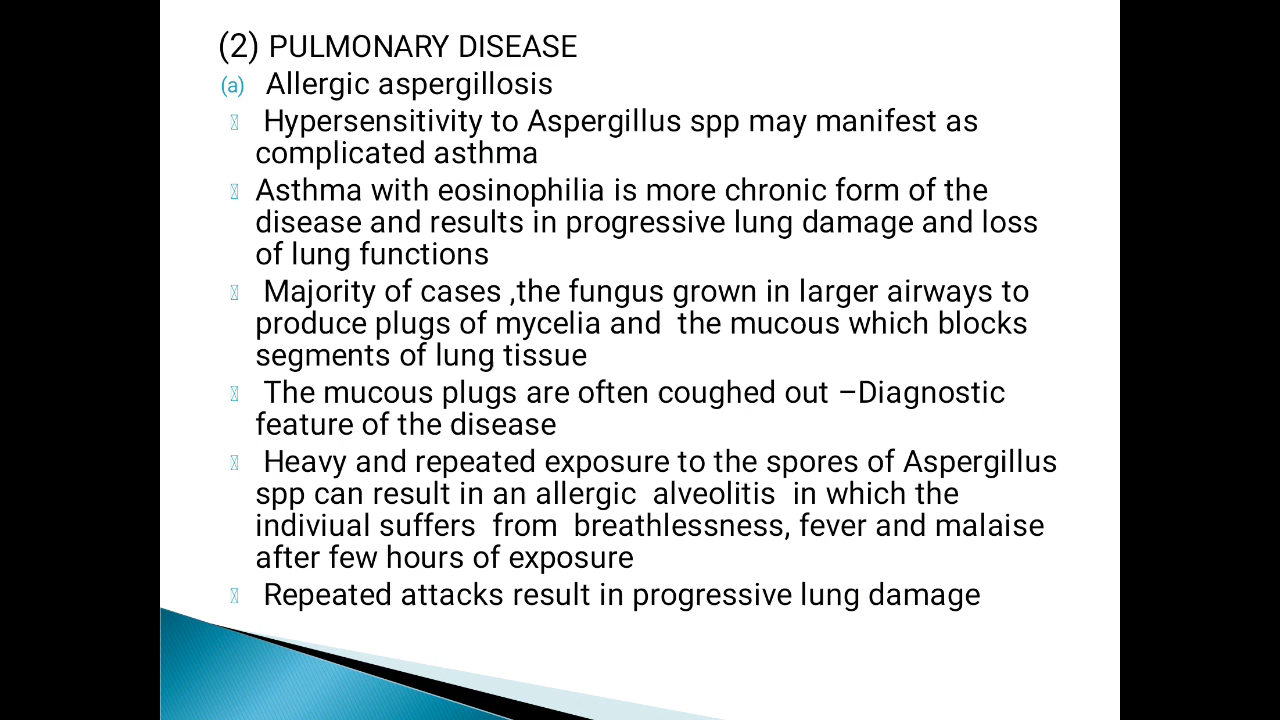 (2) PULMONARY DISEASE
(a) Allergic aspergillosis
Hypersensitivity to Aspergillus spp may manifest as
complicated asthma
Asthma with eosinophilia is more chronic form of the
disease and results in progressive lung damage and loss
of lung functions
Majority of cases ,the fungus grown in larger airways to
produce plugs of mycelia and  the mucous which blocks
segments of lung tissue
The mucous plugs are often coughed out –Diagnostic
feature of the disease
Heavy and repeated exposure to the spores of Aspergillus
spp can result in an allergic  alveolitis  in which the
indiviual suffers  from  breathlessness, fever and malaise
after few hours of exposure
Repeated attacks result in progressive lung damage